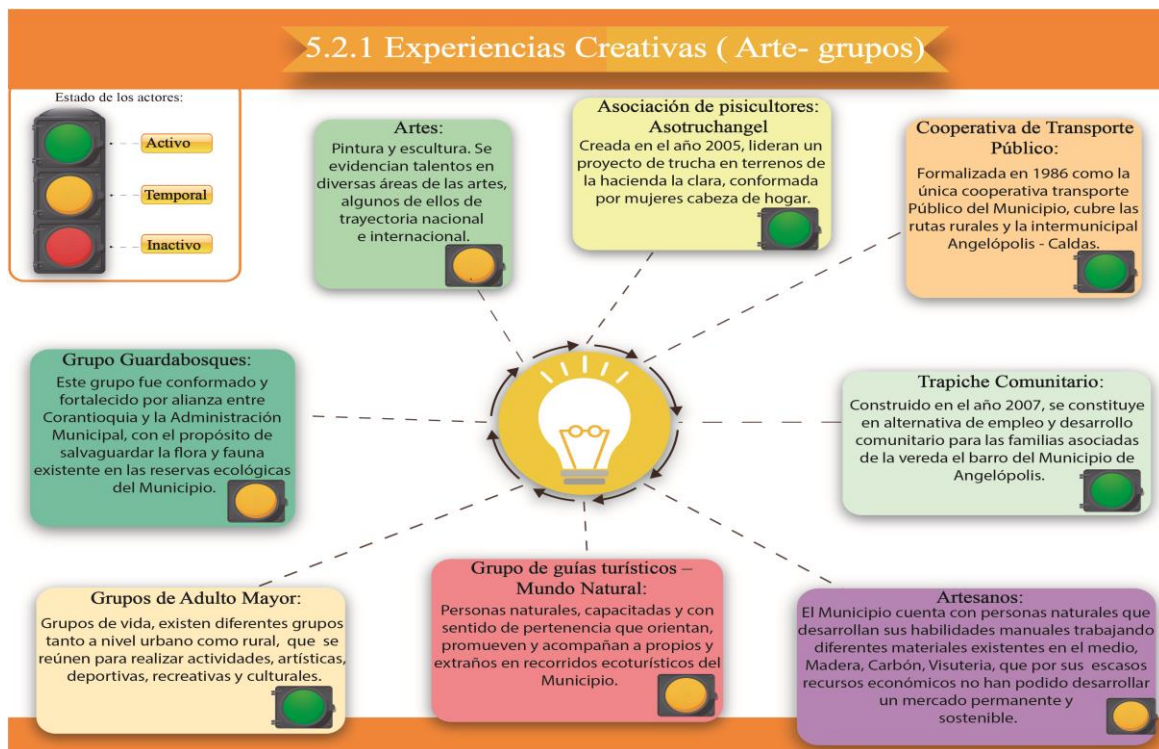 5.2.1 Experiencias Creativas ( Arte- grupos)
Estado de los actores:
Activo
Temporal
Inactivo
Artes:
Pintura y escultura. Se
evidencian talentos en
diversas áreas de las artes,
algunos de ellos de
trayectoria nacional
e internacional.
Asociación de pisicultores:
Asotruchangel
Creada en el año 2005, lideran un
proyecto de trucha en terrenos de
la hacienda la clara, conformada
por mujeres cabeza de hogar.
Cooperativa de Transporte
Público:
Formalizada en 1986 como la
única cooperativa transporte
Público del Municipio, cubre las
rutas rurales y la intermunicipal
Angelópolis - Caldas.
Grupo Guardabosques:
Este grupo fue conformado y
fortalecido por alianza entre
Corantioquia y la Administración
Municipal, con el propósito de
salvaguardar la flora y fauna
existente en las reservas ecológicas
del Municipio.
Trapiche Comunitario:
Construido en el año 2007, se constituye
en alternativa de empleo y desarrollo
comunitario para las familias asociadas
de la vereda el barro del Municipio de
Angelópolis.
Grupos de Adulto Mayor:
Grupos de vida, existen diferentes grupos
tanto a nivel urbano como rural, que se
reúnen para realizar actividades, artísticas,
deportivas, recreativas y culturales.
Grupo de guías turísticos –
Mundo Natural:
Personas naturales, capacitadas y con
sentido de pertenencia que orientan,
promueven y acompañan a propios y
extraños en recorridos ecoturísticos del
Municipio.
Artesanos:
El Municipio cuenta con personas naturales que
desarrollan sus habilidades manuales trabajando
diferentes materiales existentes en el medio,
Madera, Carbón, Visuteria, que por sus escasos
recursos económicos no han podido desarrollar
un mercado permanente y
sostenible.